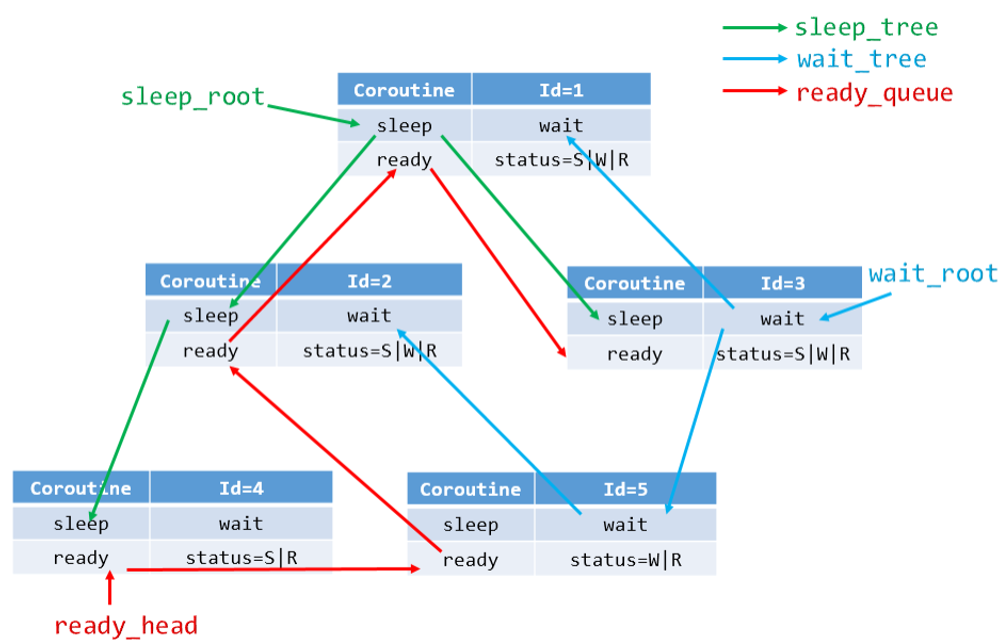 sleep_tree
wait_tree
ready_queue
sleep_root
Coroutine Id=1
sleep wait
ready status=S|W|R
Coroutine Id=2
sleep wait
ready status=S|W|R
wait_root
Coroutine Id=3
sleep wait
ready status=S|W|R
Coroutine Id=4
sleep wait
ready status=S|R
Coroutine Id=5
sleep wait
ready status=W|R
ready_head